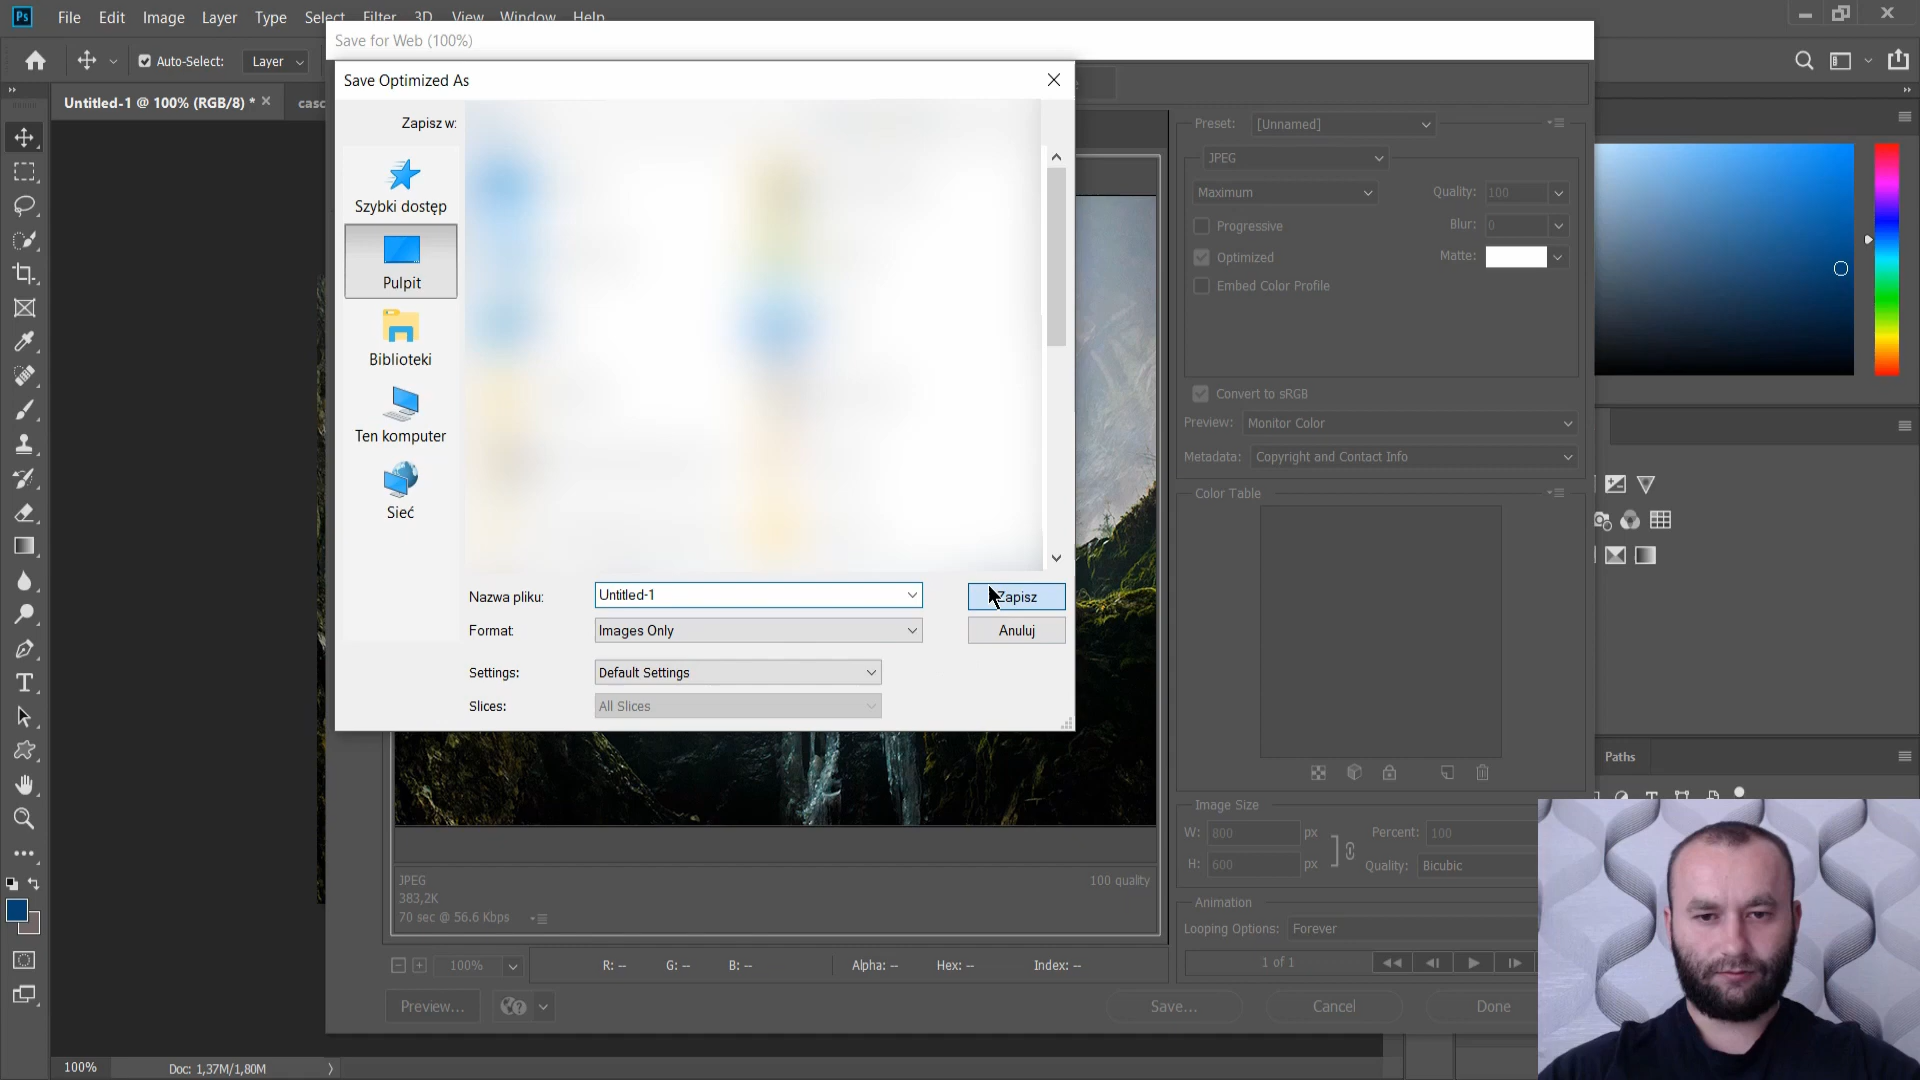 Ps File Edit Image Layer Type Select Filter 3D View Window Help
Save for Web (100%)
Auto-Select: Layer
Save Optimized As
Untitled-1 @ 100% (RGB/8) * casc
Zapisz w:
Preset: [Unnamed]
JPEG
Maximum Quality: 100
Szybki dostęp
Progressive Blur: 0
Optimized Matte:
Pulpit
Embed Color Profile
Biblioteki
Convert to sRGB
Preview: Monitor Color
Ten komputer
Metadata: Copyright and Contact Info
Color Table
Sieć
Nazwa pliku: Untitled-1 Zapisz
Format: Images Only Anuluj
Settings: Default Settings
Slices: All Slices
Paths
Image Size
W: 800 px Percent: 100
H: 600 px Quality: Bicubic
JPEG 100 quality
383,2K
70 sec @ 56.6 Kbps
Animation
Looping Options: Forever
1 of 1
100% R: -- G: -- B: -- Alpha: -- Hex: -- Index: --
Preview... Save... Cancel Done
100% Doc: 1,37M/1,80M